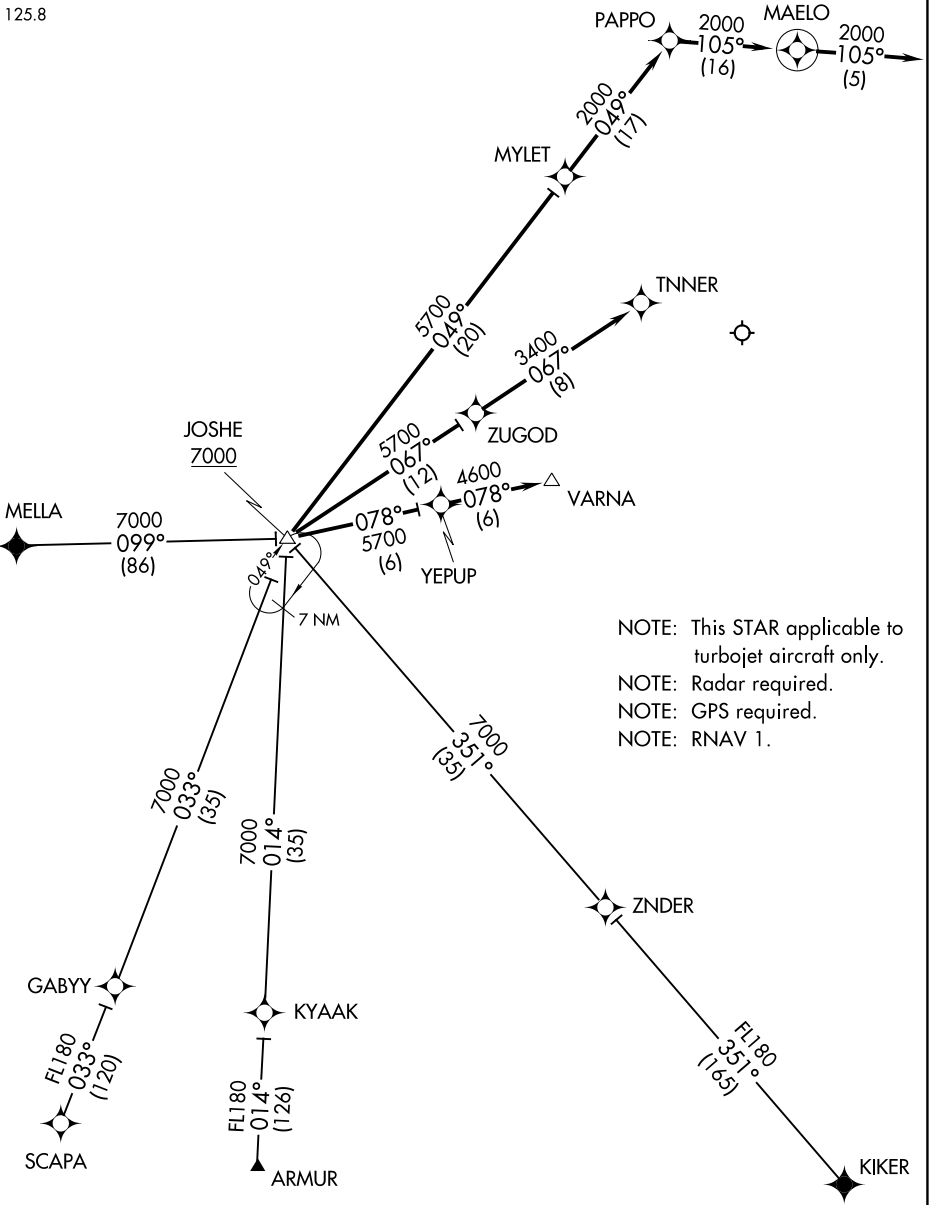 125.8
PAPPO
MAELO
2000
105°
(16)
2000
105°
(5)
2000
049°
(17)
MYLET
5700
049°
(20)
TNNER
3400
067°
(8)
ZUGOD
5700
067°
(12)
JOSHE
7000
4600
078°
(6)
VARNA
078°
5700
(6)
YEPUP
MELLA
7000
099°
(86)
049°
7 NM
NOTE: This STAR applicable to
turbojet aircraft only.
NOTE: Radar required.
NOTE: GPS required.
NOTE: RNAV 1.
7000
351°
(35)
7000
033°
(35)
7000
014°
(35)
ZNDER
GABYY
KYAAK
FL180
033°
(120)
FL180
014°
(126)
FL180
351°
(165)
SCAPA
ARMUR
KIKER